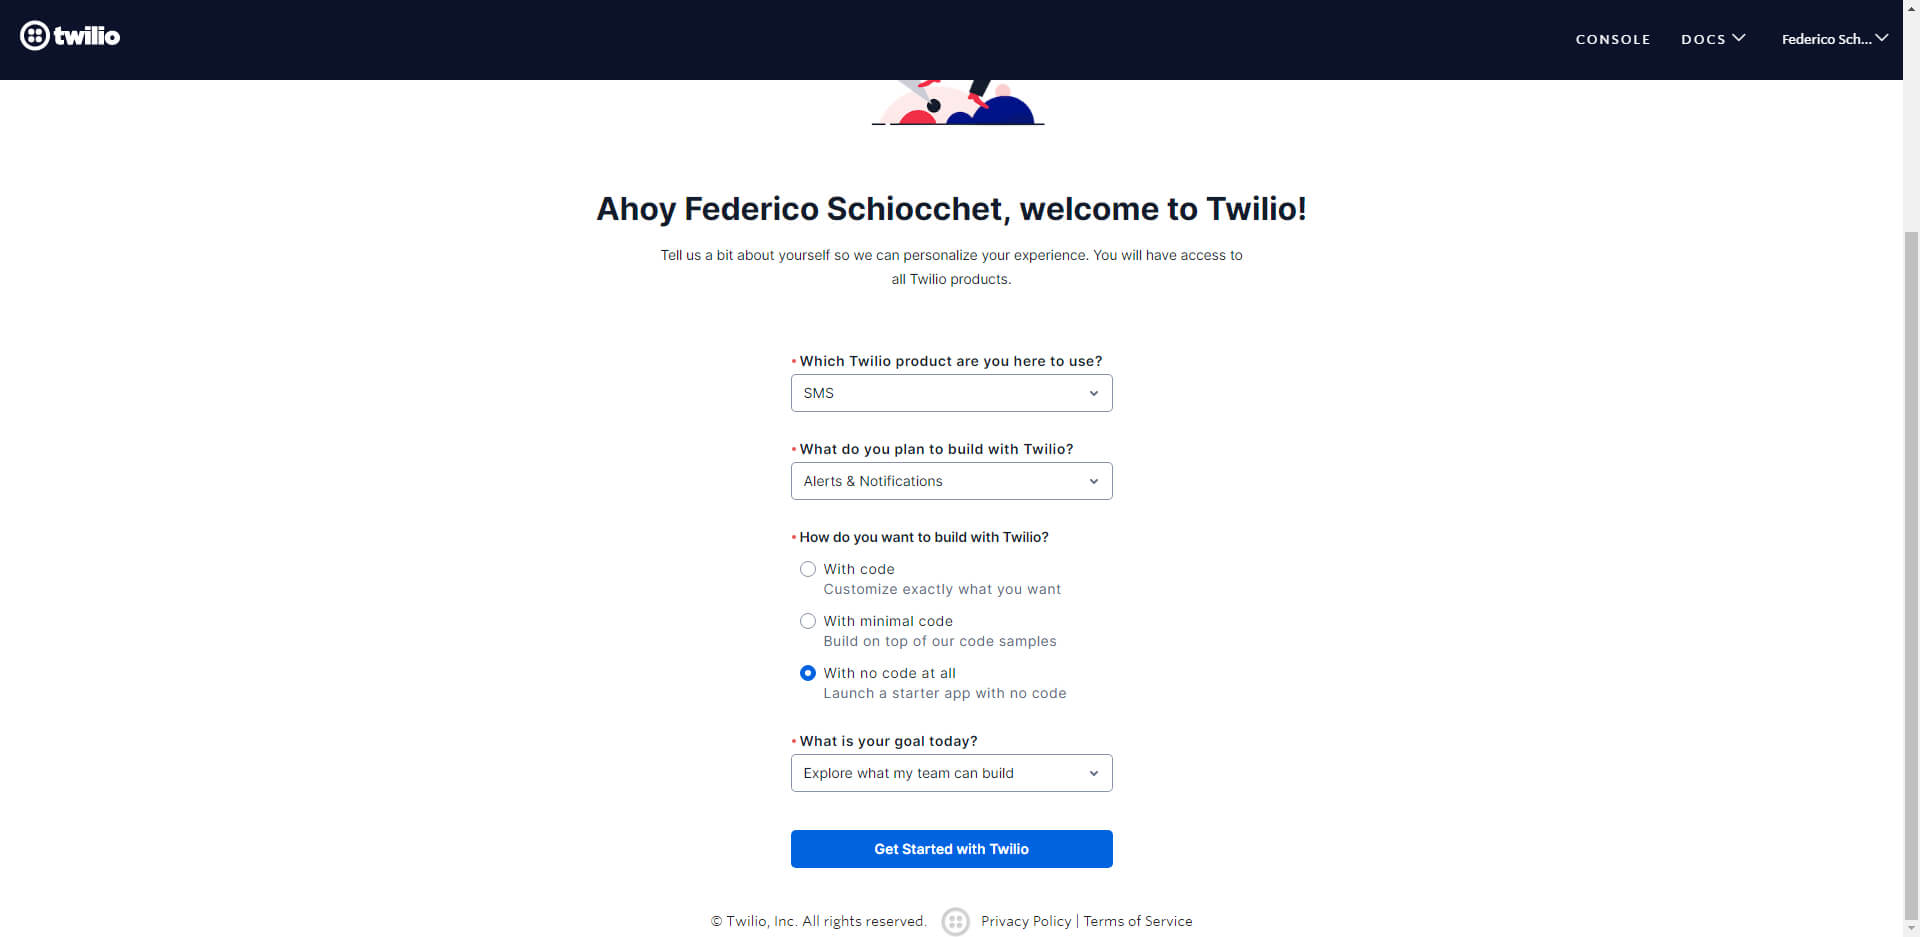 twilio
CONSOLE
DOCS
Federico Sch...
Ahoy Federico Schiocchet, welcome to Twilio!
Tell us a bit about yourself so we can personalize your experience. You will have access to
all Twilio products.
• Which Twilio product are you here to use?
SMS
• What do you plan to build with Twilio?
Alerts & Notifications
• How do you want to build with Twilio?
With code
Customize exactly what you want
With minimal code
Build on top of our code samples
With no code at all
Launch a starter app with no code
• What is your goal today?
Explore what my team can build
Get Started with Twilio
© Twilio, Inc. All rights reserved.
Privacy Policy | Terms of Service